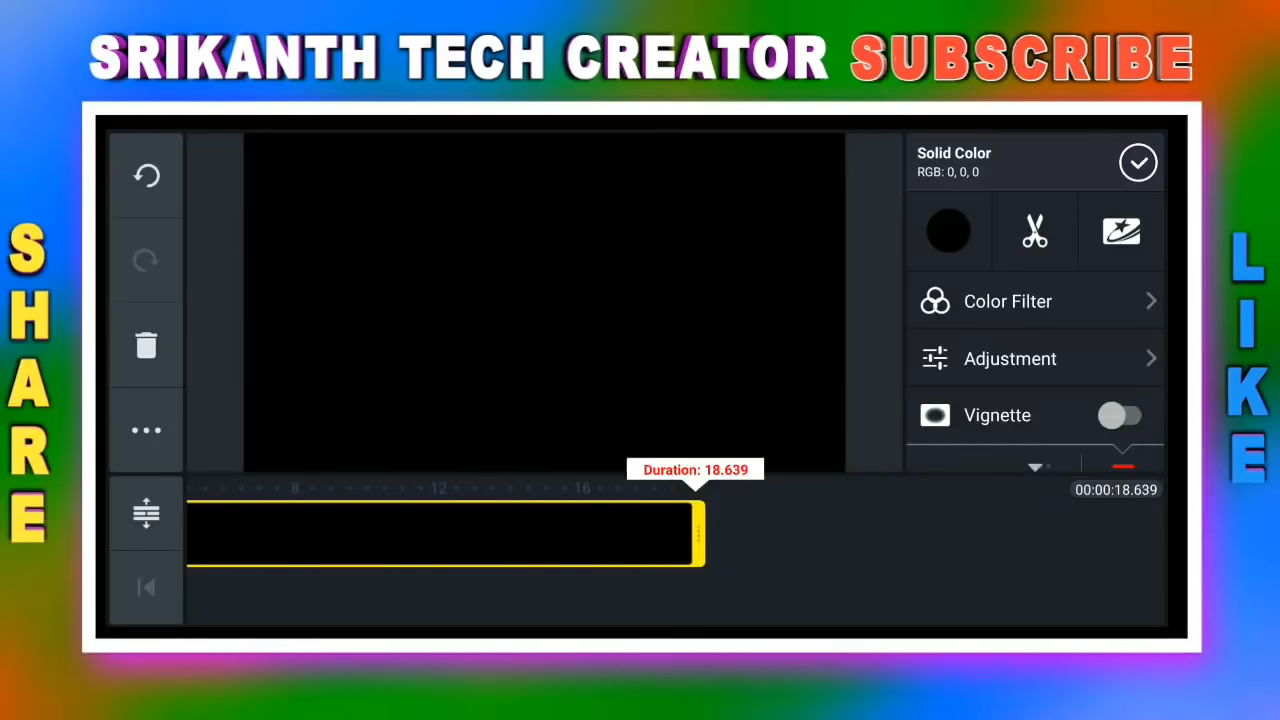 SRIKANTH TECH CREATOR SUBSCRIBE
SHARE
Solid Color
RGB: 0, 0, 0
Color Filter
Adjustment
Vignette
Duration: 18.639
8 12 16
00:00:18.639
LIKE